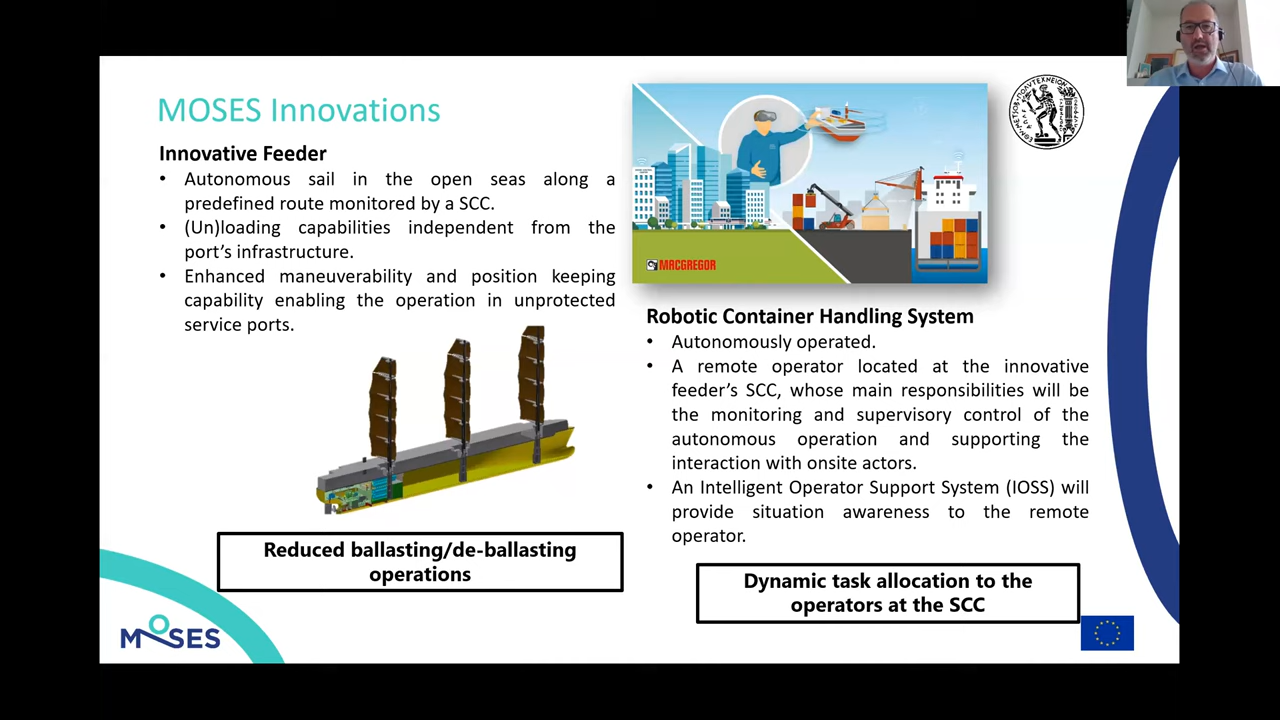 MOSES Innovations
Innovative Feeder
• Autonomous sail in the open seas along a
predefined route monitored by a SCC.
• (Un)loading capabilities independent from the
port’s infrastructure.
• Enhanced maneuverability and position keeping
capability enabling the operation in unprotected
service ports.
Reduced ballasting/de-ballasting
operations
MACGREGOR
Robotic Container Handling System
• Autonomously operated.
• A remote operator located at the innovative
feeder’s SCC, whose main responsibilities will be
the monitoring and supervisory control of the
autonomous operation and supporting the
interaction with onsite actors.
• An Intelligent Operator Support System (IOSS) will
provide situation awareness to the remote
operator.
Dynamic task allocation to the
operators at the SCC
MOSES